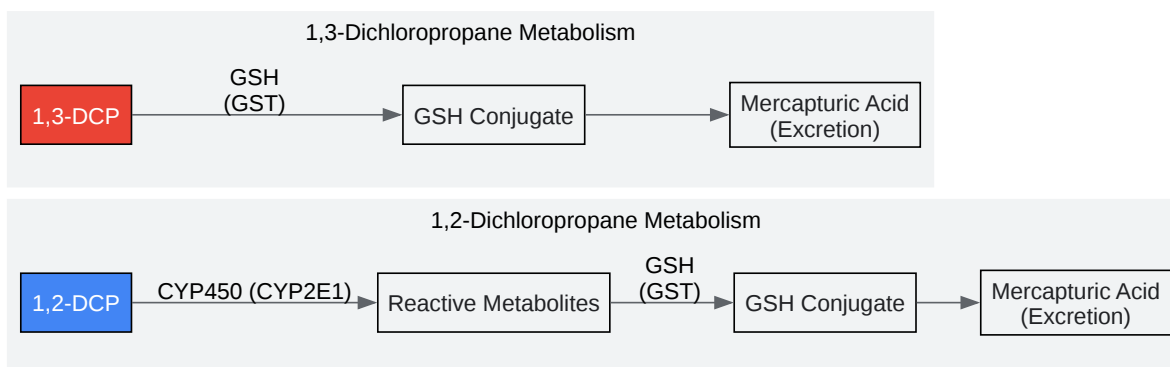 1,3-Dichloropropane Metabolism
GSH
(GST)
1,3-DCP
GSH Conjugate
Mercapturic Acid
(Excretion)
1,2-Dichloropropane Metabolism
1,2-DCP
CYP450 (CYP2E1)
Reactive Metabolites
GSH
(GST)
GSH Conjugate
Mercapturic Acid
(Excretion)